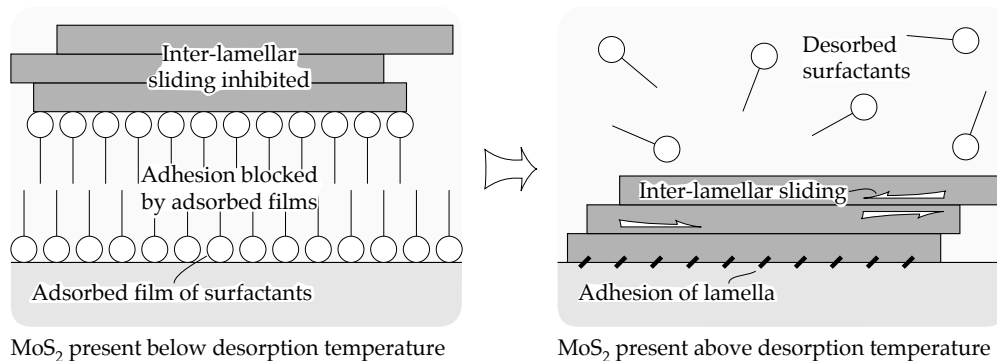 Inter-lamellar
sliding inhibited
Adhesion blocked
by adsorbed films
Adsorbed film of surfactants
MoS₂ present below desorption temperature
Desorbed
surfactants
Inter-lamellar sliding
Adhesion of lamella
MoS₂ present above desorption temperature